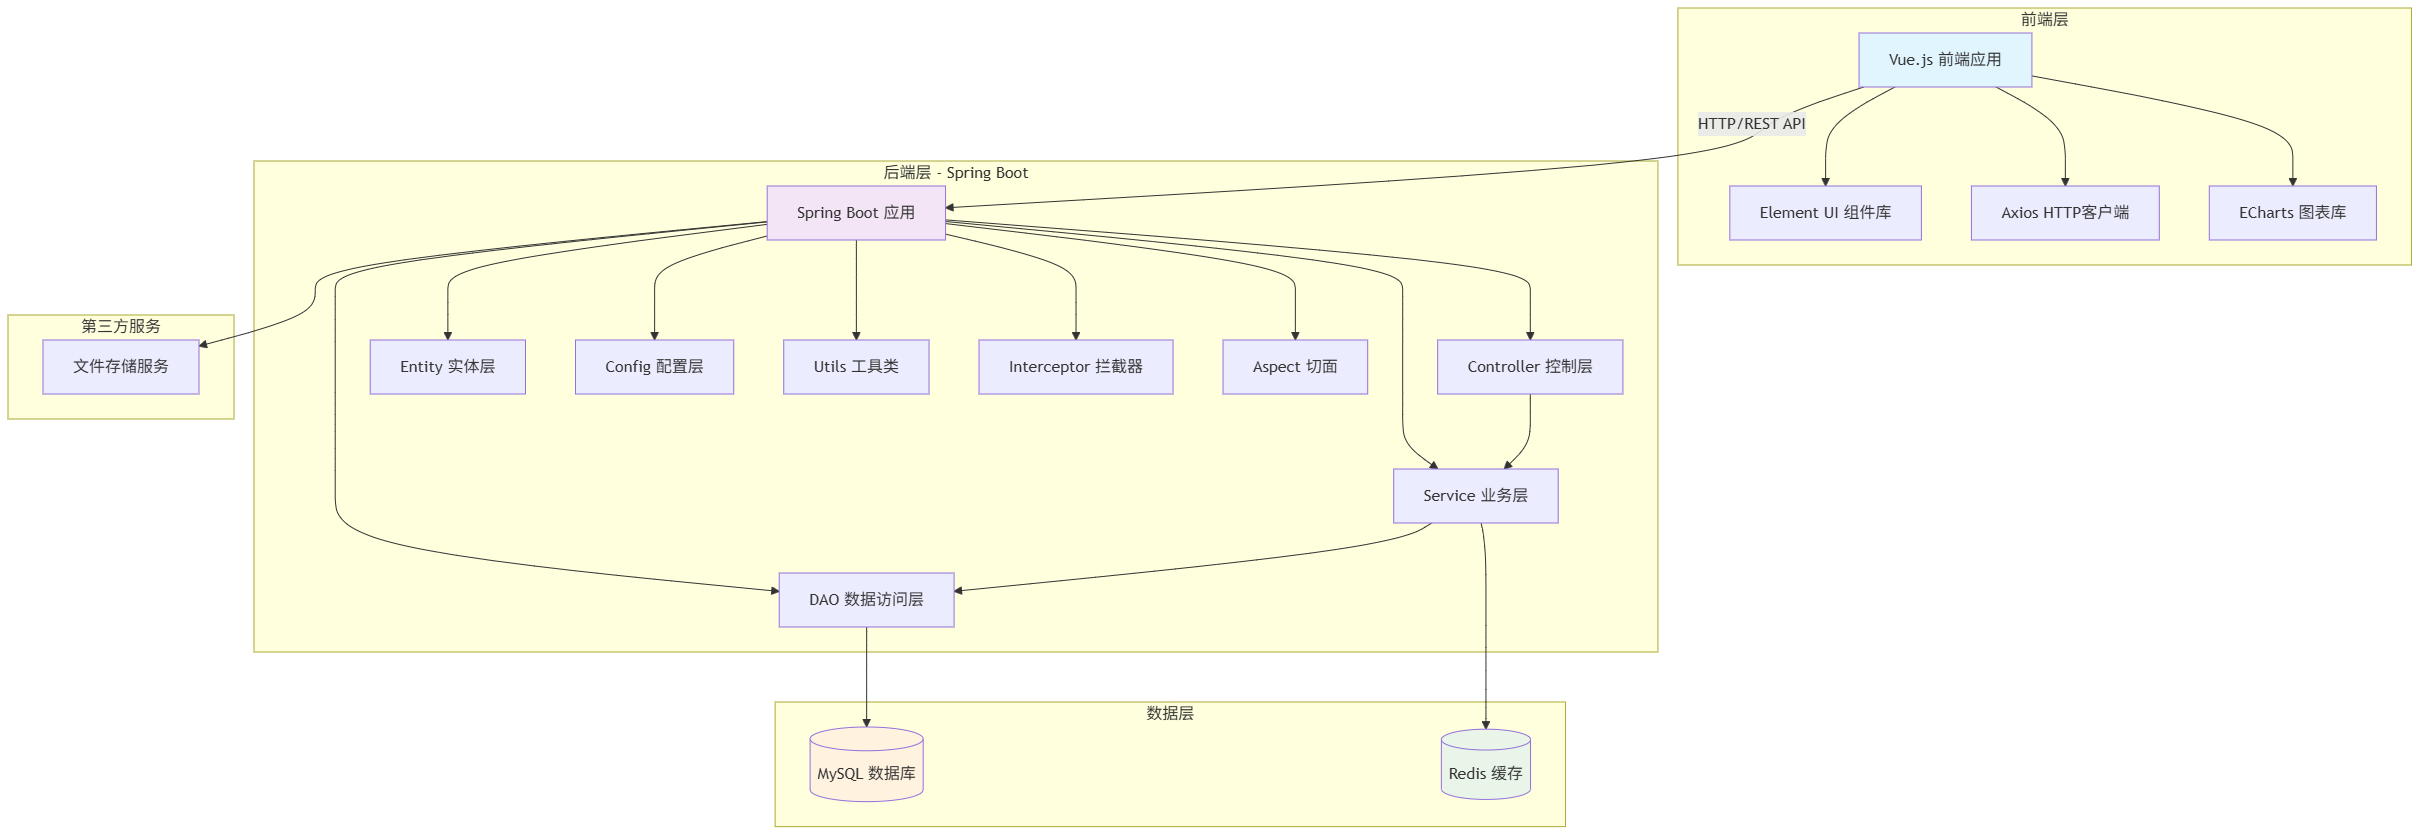 前端层
Vue.js 前端应用
HTTP/REST API
Element UI 组件库
Axios HTTP客户端
ECharts 图表库
后端层 - Spring Boot
Spring Boot 应用
第三方服务
文件存储服务
Entity 实体层
Config 配置层
Utils 工具类
Interceptor 拦截器
Aspect 切面
Controller 控制层
Service 业务层
DAO 数据访问层
数据层
MySQL 数据库
Redis 缓存